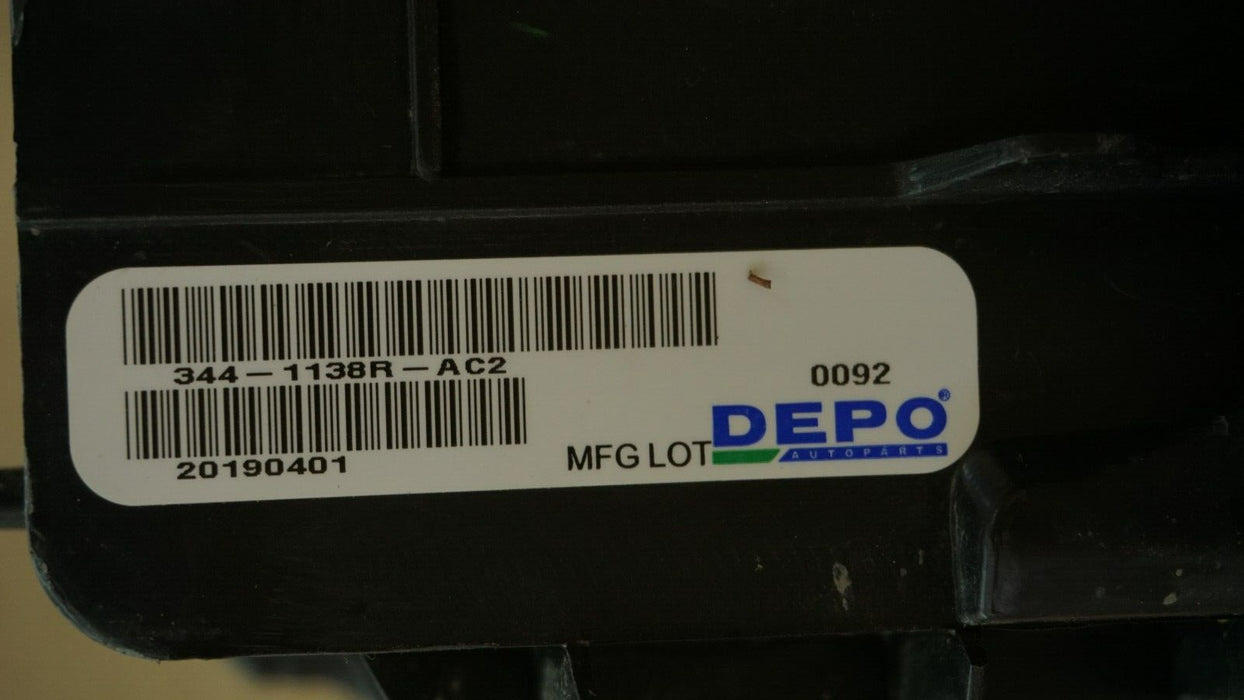 344-1138R-AC2
20190401
MFG LOT
0092
DEPO®
AUTOPARTS